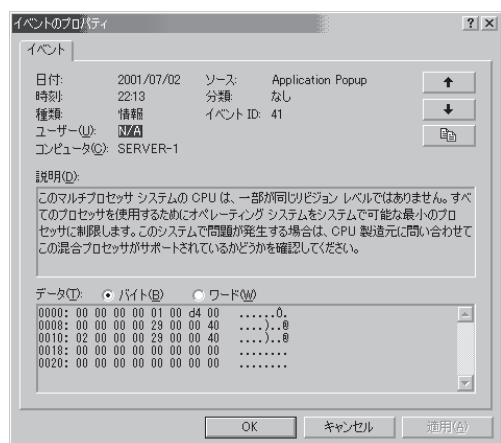 イベントのプロパティ
イベント
日付: 2001/07/02 ソース: Application Popup
時刻: 22:13 分類: なし
種類: 情報 イベント ID: 41
ユーザー(U): N/A
コンピュータ(C): SERVER-1
説明(D):
このマルチプロセッサ システムの CPU は、一部が同じリビジョン レベルではありません。すべ
てのプロセッサを使用するためにオペレーティング システムをシステムで可能な最小のプロ
セッサに制限します。このシステムで問題が発生する場合は、CPU 製造元に問い合わせて
この混合プロセッサがサポートされているかどうかを確認してください。
データ(T): バイト(B) ワード(W)
0000: 00 00 00 00 01 00 d4 00 ......Ô.
0008: 00 00 00 00 29 00 00 40 ....)..@
0010: 02 00 00 00 29 00 00 40 ....)..@
0018: 00 00 00 00 00 00 00 00 ........
0020: 00 00 00 00 00 00 00 00 ........
OK キャンセル 適用(A)